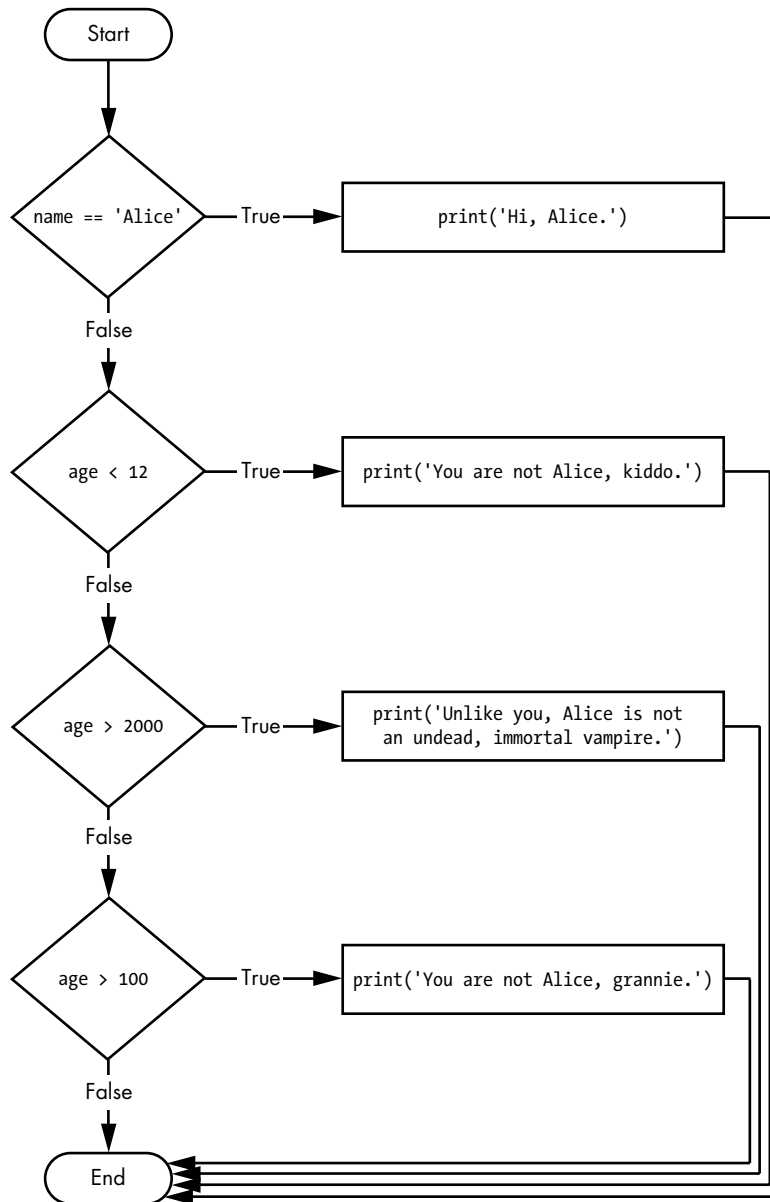 Start
name == 'Alice'
True
print('Hi, Alice.')
False
age < 12
True
print('You are not Alice, kiddo.')
False
age > 2000
True
print('Unlike you, Alice is not
an undead, immortal vampire.')
False
age > 100
True
print('You are not Alice, grannie.')
False
End